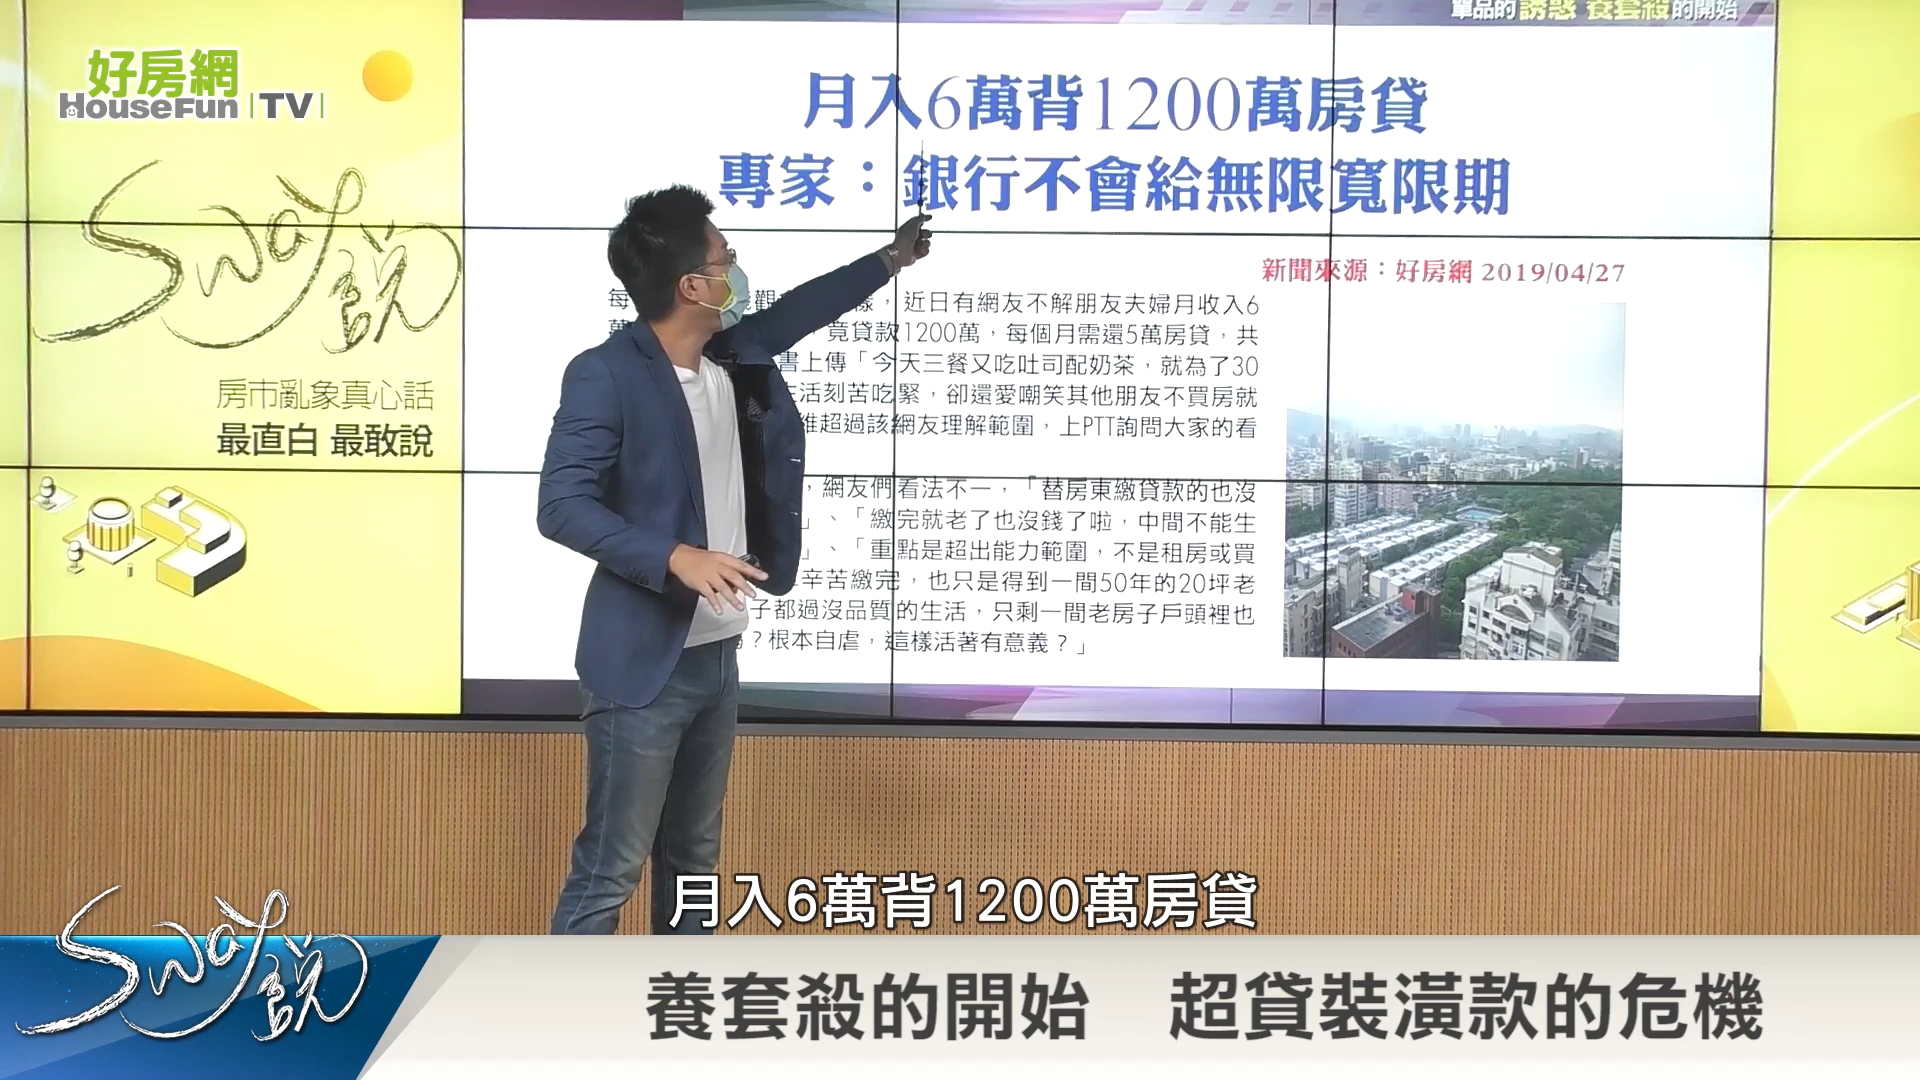 單品的誘惑 養套殺的開始
好房網
HouseFun TV
月入6萬背1200萬房貸
專家：銀行不會給無限寬限期
Sway說
房市亂象真心話
最直白 最敢說
新聞來源：好房網 2019/04/27
每
觀
，近日有網友不解朋友夫婦月收入6
萬
，竟貸款1200萬，每個月需還5萬房貸，共
書上傳「今天三餐又吃吐司配奶茶，就為了30
生活刻苦吃緊，卻還愛嘲笑其他朋友不買房就
維超過該網友理解範圍，上PTT詢問大家的看
，網友們看法不一，「替房東繳貸款的也沒
」、「繳完就老了也沒錢了啦，中間不能生
」、「重點是超出能力範圍，不是租房或買
辛苦繳完，也只是得到一間50年的20坪老
子都過沒品質的生活，只剩一間老房子戶頭裡也
？根本自虐，這樣活著有意義？」
月入6萬背1200萬房貸
Sway說
養套殺的開始 超貸裝潢款的危機